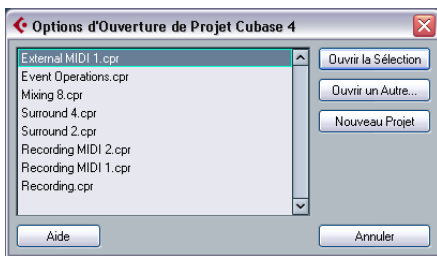 Options d'Ouverture de Projet Cubase 4
External MIDI 1.cpr
Event Operations.cpr
Mixing 8.cpr
Surround 4.cpr
Surround 2.cpr
Recording MIDI 2.cpr
Recording MIDI 1.cpr
Recording.cpr
Ouvrir la Sélection
Ouvrir un Autre...
Nouveau Projet
Aide
Annuler